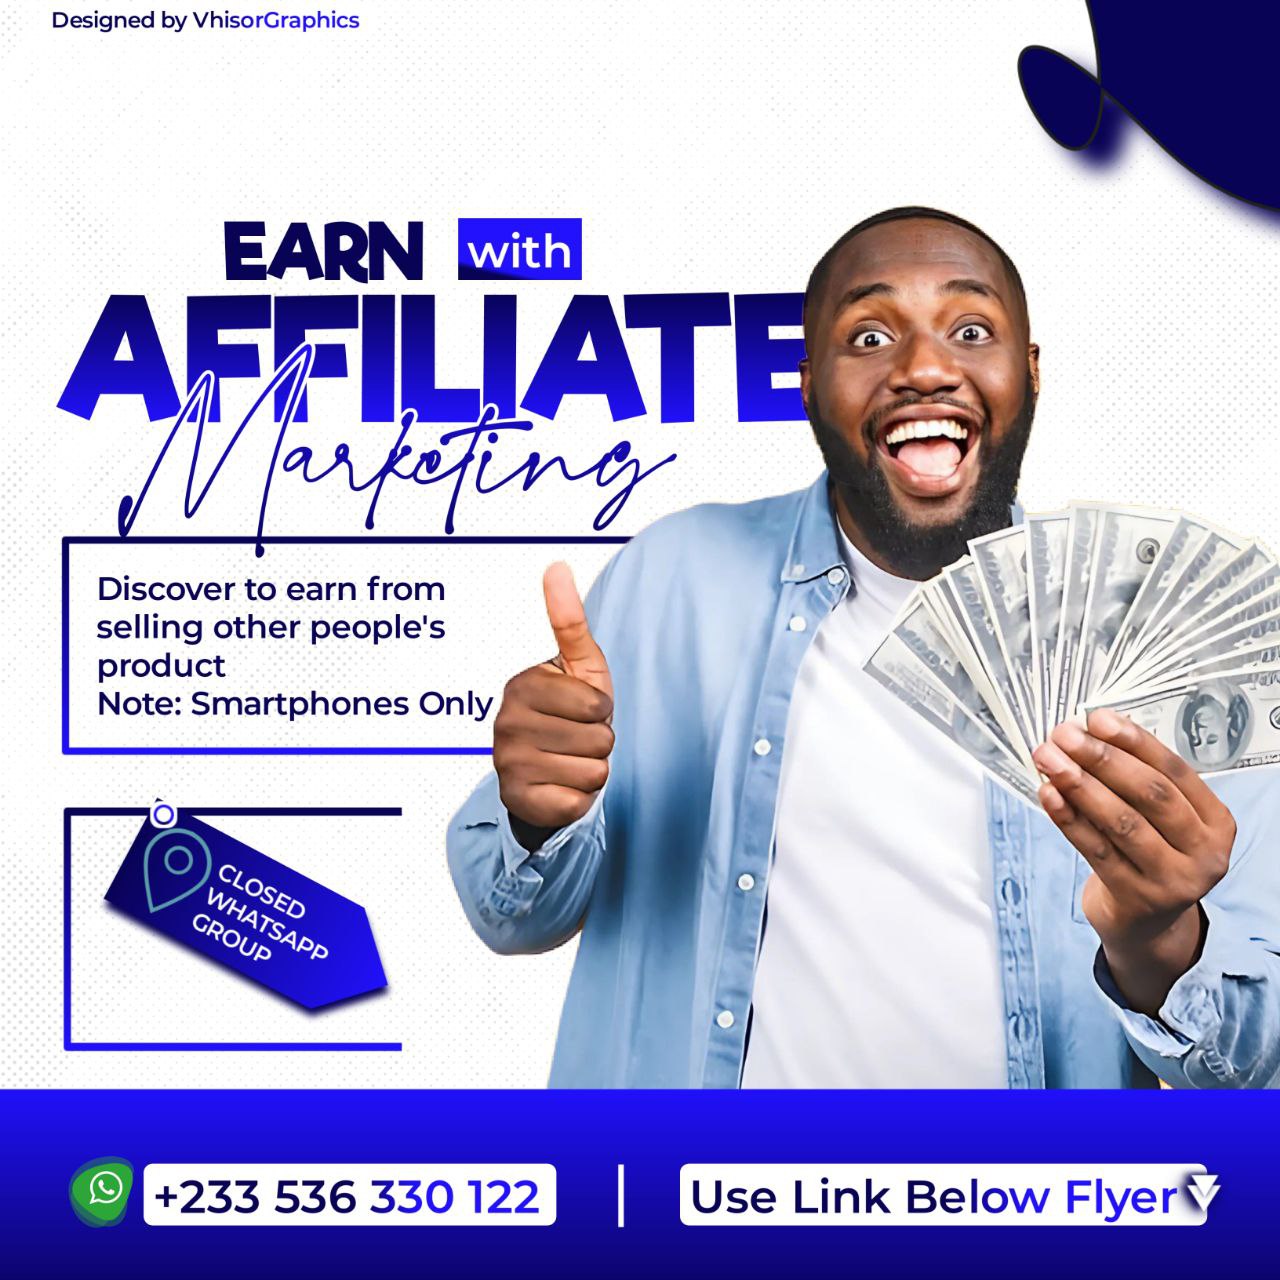 Designed by VhisorGraphics
EARN with
AFFILIATE
Marketing
Discover to earn from
selling other people's
product
Note: Smartphones Only
CLOSED
WHATSAPP
GROUP
+233 536 330 122
Use Link Below Flyer